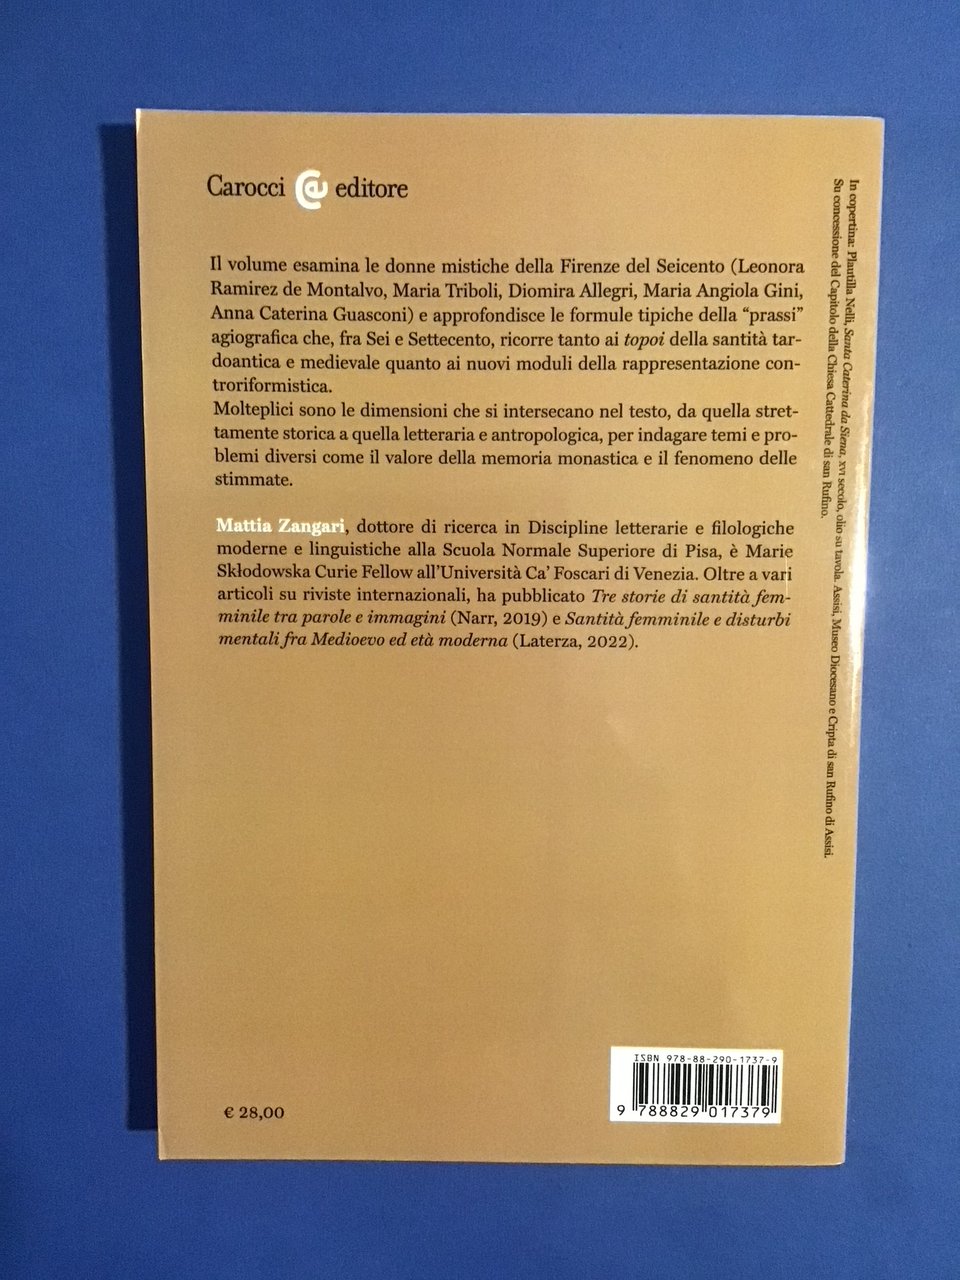 Carocci editore
Il volume esamina le donne mistiche della Firenze del Seicento (Leonora
Ramirez de Montalvo, Maria Triboli, Diomira Allegri, Maria Angiola Gini,
Anna Caterina Guasconi) e approfondisce le formule tipiche della “prassi”
agiografica che, fra Sei e Settecento, ricorre tanto ai topoi della santità tar-
doantica e medievale quanto ai nuovi moduli della rappresentazione con-
troriformistica.
Molteplici sono le dimensioni che si intersecano nel testo, da quella stret-
tamente storica a quella letteraria e antropologica, per indagare temi e pro-
blemi diversi come il valore della memoria monastica e il fenomeno delle
stimmate.
Mattia Zangari, dottore di ricerca in Discipline letterarie e filologiche
moderne e linguistiche alla Scuola Normale Superiore di Pisa, è Marie
Skłodowska Curie Fellow all’Università Ca’ Foscari di Venezia. Oltre a vari
articoli su riviste internazionali, ha pubblicato Tre storie di santità fem-
minile tra parole e immagini (Narr, 2019) e Santità femminile e disturbi
mentali fra Medioevo ed età moderna (Laterza, 2022).
In copertina: Plautilla Nelli, Santa Caterina da Siena, XVI secolo, olio su tavola. Assisi, Museo Diocesano e Cripta di san Rufino di Assisi.
Su concessione del Capitolo della Chiesa Cattedrale di san Rufino.
€ 28,00
ISBN 978-88-290-1737-9
9 788829 017379